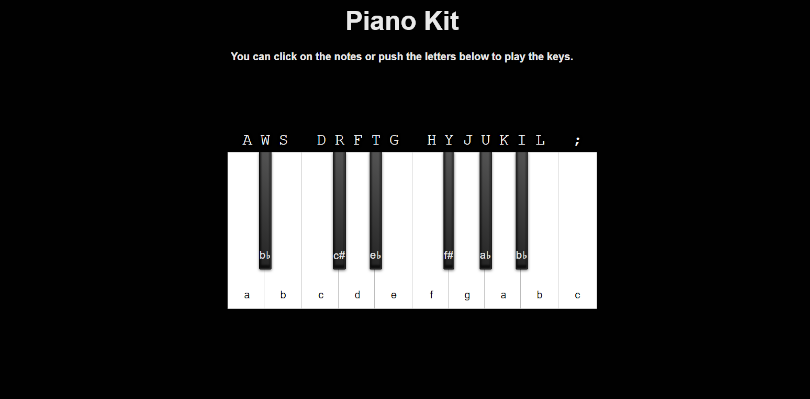 Piano Kit
You can click on the notes or push the letters below to play the keys.
A W S D R F T G H Y J U K I L ;
b♭ c# e♭ f# a♭ b♭
a b c d e f g a b c